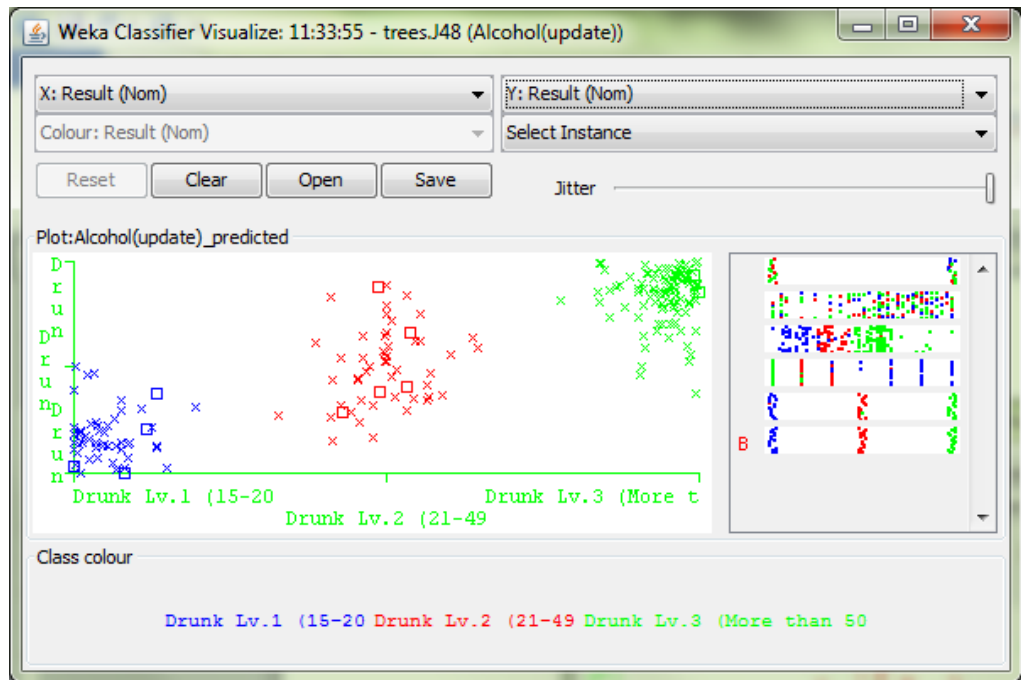 Weka Classifier Visualize: 11:33:55 - trees.J48 (Alcohol(update))
X: Result (Nom)
Y: Result (Nom)
Colour: Result (Nom)
Select Instance
Reset
Clear
Open
Save
Jitter
Plot:Alcohol(update)_predicted
D
r
u
n
D
r
u
n
D
r
u
n
Drunk Lv.1 (15-20
Drunk Lv.3 (More t
Drunk Lv.2 (21-49
B
Class colour
Drunk Lv.1 (15-20 Drunk Lv.2 (21-49 Drunk Lv.3 (More than 50